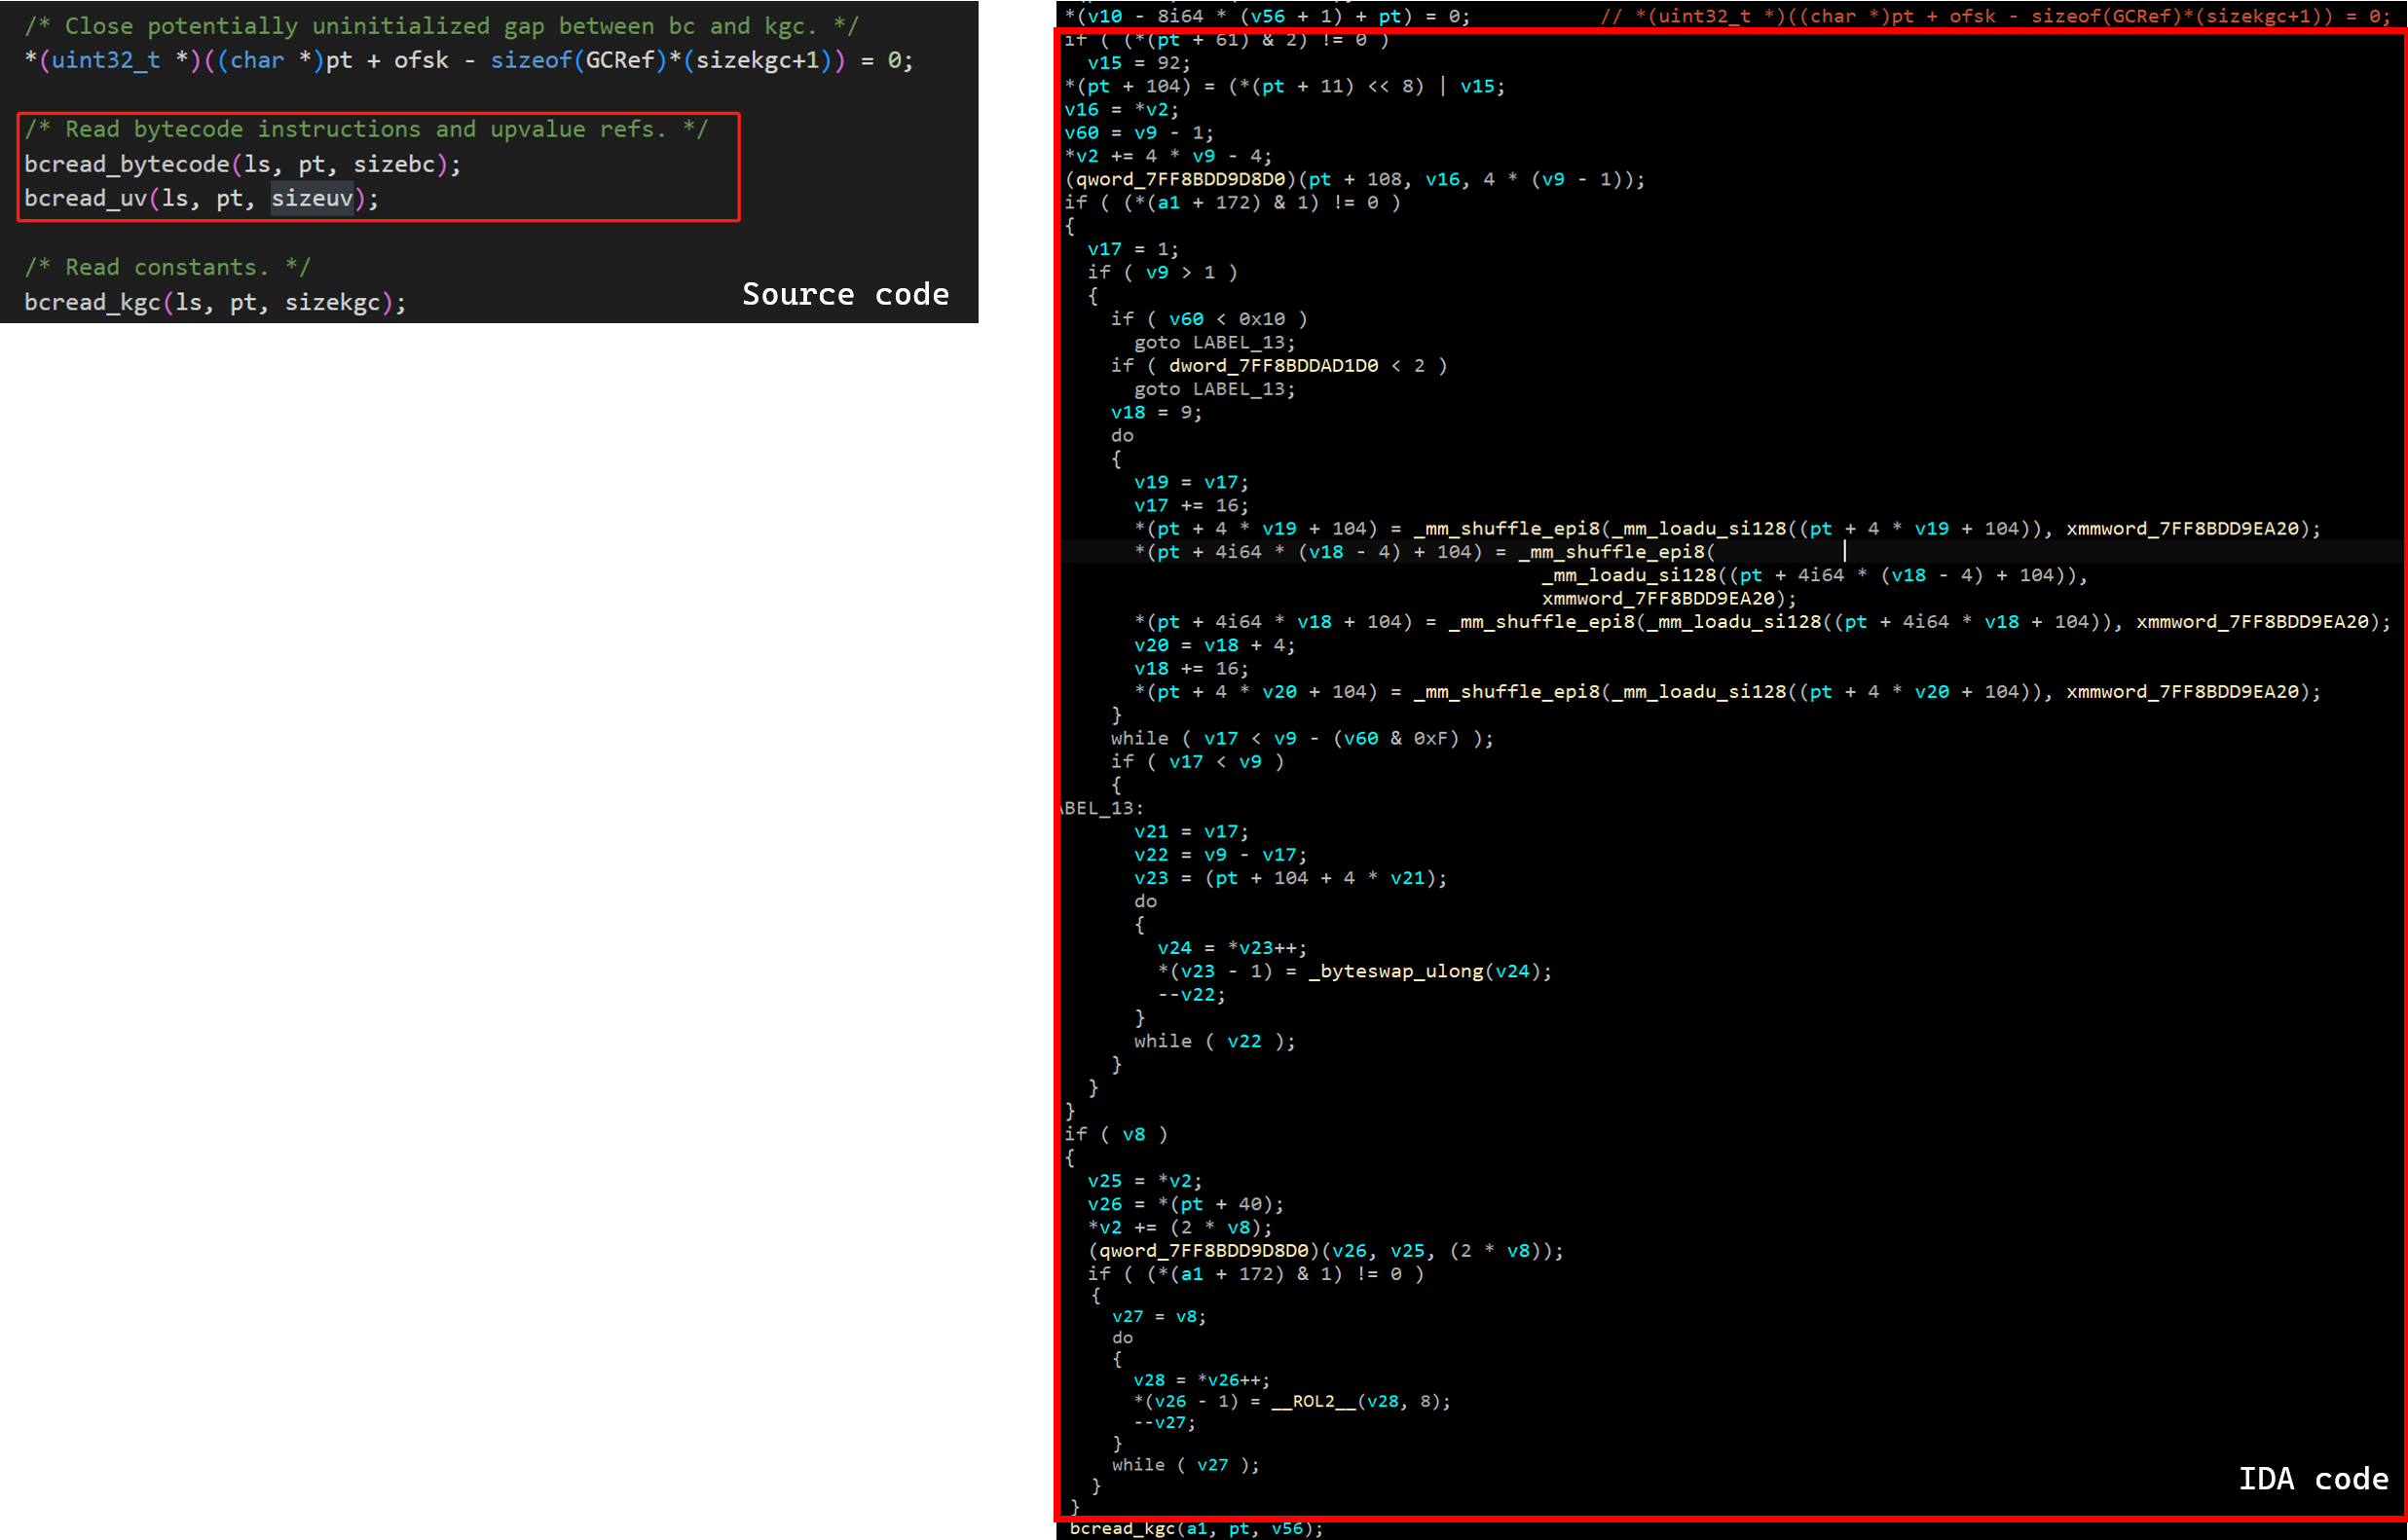 /* Close potentially uninitialized gap between bc and kgc. */
*(uint32_t *)((char *)pt + ofsk - sizeof(GCRef)*(sizekgc+1)) = 0;
/* Read bytecode instructions and upvalue refs. */
bcread_bytecode(ls, pt, sizebc);
bcread_uv(ls, pt, sizeuv);
/* Read constants. */
bcread_kgc(ls, pt, sizekgc);
Source code
*(v10 - 8i64 * (v56 + 1) + pt) = 0; // *(uint32_t *)((char *)pt + ofsk - sizeof(GCRef)*(sizekgc+1)) = 0;
if ( (*(pt + 61) & 2) != 0 )
v15 = 92;
*(pt + 104) = (*(pt + 11) << 8) | v15;
v16 = *v2;
v60 = v9 - 1;
*v2 += 4 * v9 - 4;
(qword_7FF8BDD9D8D0)(pt + 108, v16, 4 * (v9 - 1));
if ( (*(a1 + 172) & 1) != 0 )
{
v17 = 1;
if ( v9 > 1 )
{
if ( v60 < 0x10 )
goto LABEL_13;
if ( dword_7FF8BDDAD1D0 < 2 )
goto LABEL_13;
v18 = 9;
do
{
v19 = v17;
v17 += 16;
*(pt + 4 * v19 + 104) = _mm_shuffle_epi8(_mm_loadu_si128((pt + 4 * v19 + 104)), xmmword_7FF8BDD9EA20);
*(pt + 4i64 * (v18 - 4) + 104) = _mm_shuffle_epi8(
_mm_loadu_si128((pt + 4i64 * (v18 - 4) + 104)),
xmmword_7FF8BDD9EA20);
*(pt + 4i64 * v18 + 104) = _mm_shuffle_epi8(_mm_loadu_si128((pt + 4i64 * v18 + 104)), xmmword_7FF8BDD9EA20);
v20 = v18 + 4;
v18 += 16;
*(pt + 4 * v20 + 104) = _mm_shuffle_epi8(_mm_loadu_si128((pt + 4 * v20 + 104)), xmmword_7FF8BDD9EA20);
}
while ( v17 < v9 - (v60 & 0xF) );
if ( v17 < v9 )
{
ABEL_13:
v21 = v17;
v22 = v9 - v17;
v23 = (pt + 104 + 4 * v21);
do
{
v24 = *v23++;
*(v23 - 1) = _byteswap_ulong(v24);
--v22;
}
while ( v22 );
}
}
}
if ( v8 )
{
v25 = *v2;
v26 = *(pt + 40);
*v2 += (2 * v8);
(qword_7FF8BDD9D8D0)(v26, v25, (2 * v8));
if ( (*(a1 + 172) & 1) != 0 )
{
v27 = v8;
do
{
v28 = *v26++;
*(v26 - 1) = __ROL2__(v28, 8);
--v27;
}
while ( v27 );
}
}
IDA code
bcread_kgc(a1, pt, v56);